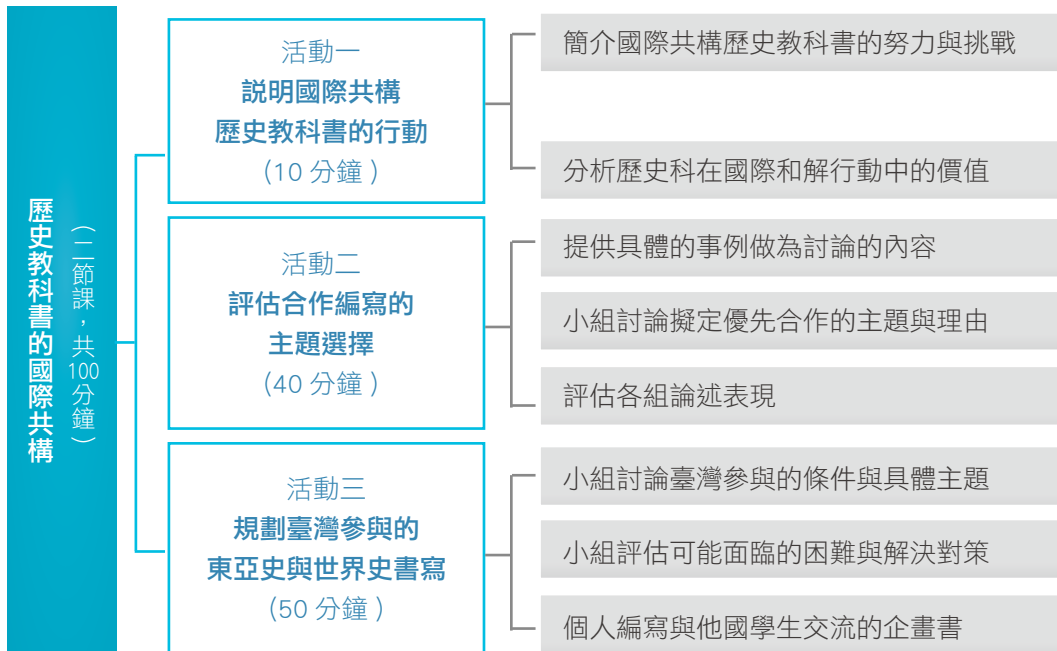 歷史教科書的國際共構
（二節課，共100分鐘）
活動一
說明國際共構
歷史教科書的行動
（10 分鐘）
簡介國際共構歷史教科書的努力與挑戰
分析歷史科在國際和解行動中的價值
活動二
評估合作編寫的
主題選擇
（40 分鐘）
提供具體的事例做為討論的內容
小組討論擬定優先合作的主題與理由
評估各組論述表現
活動三
規劃臺灣參與的
東亞史與世界史書寫
（50 分鐘）
小組討論臺灣參與的條件與具體主題
小組評估可能面臨的困難與解決對策
個人編寫與他國學生交流的企畫書